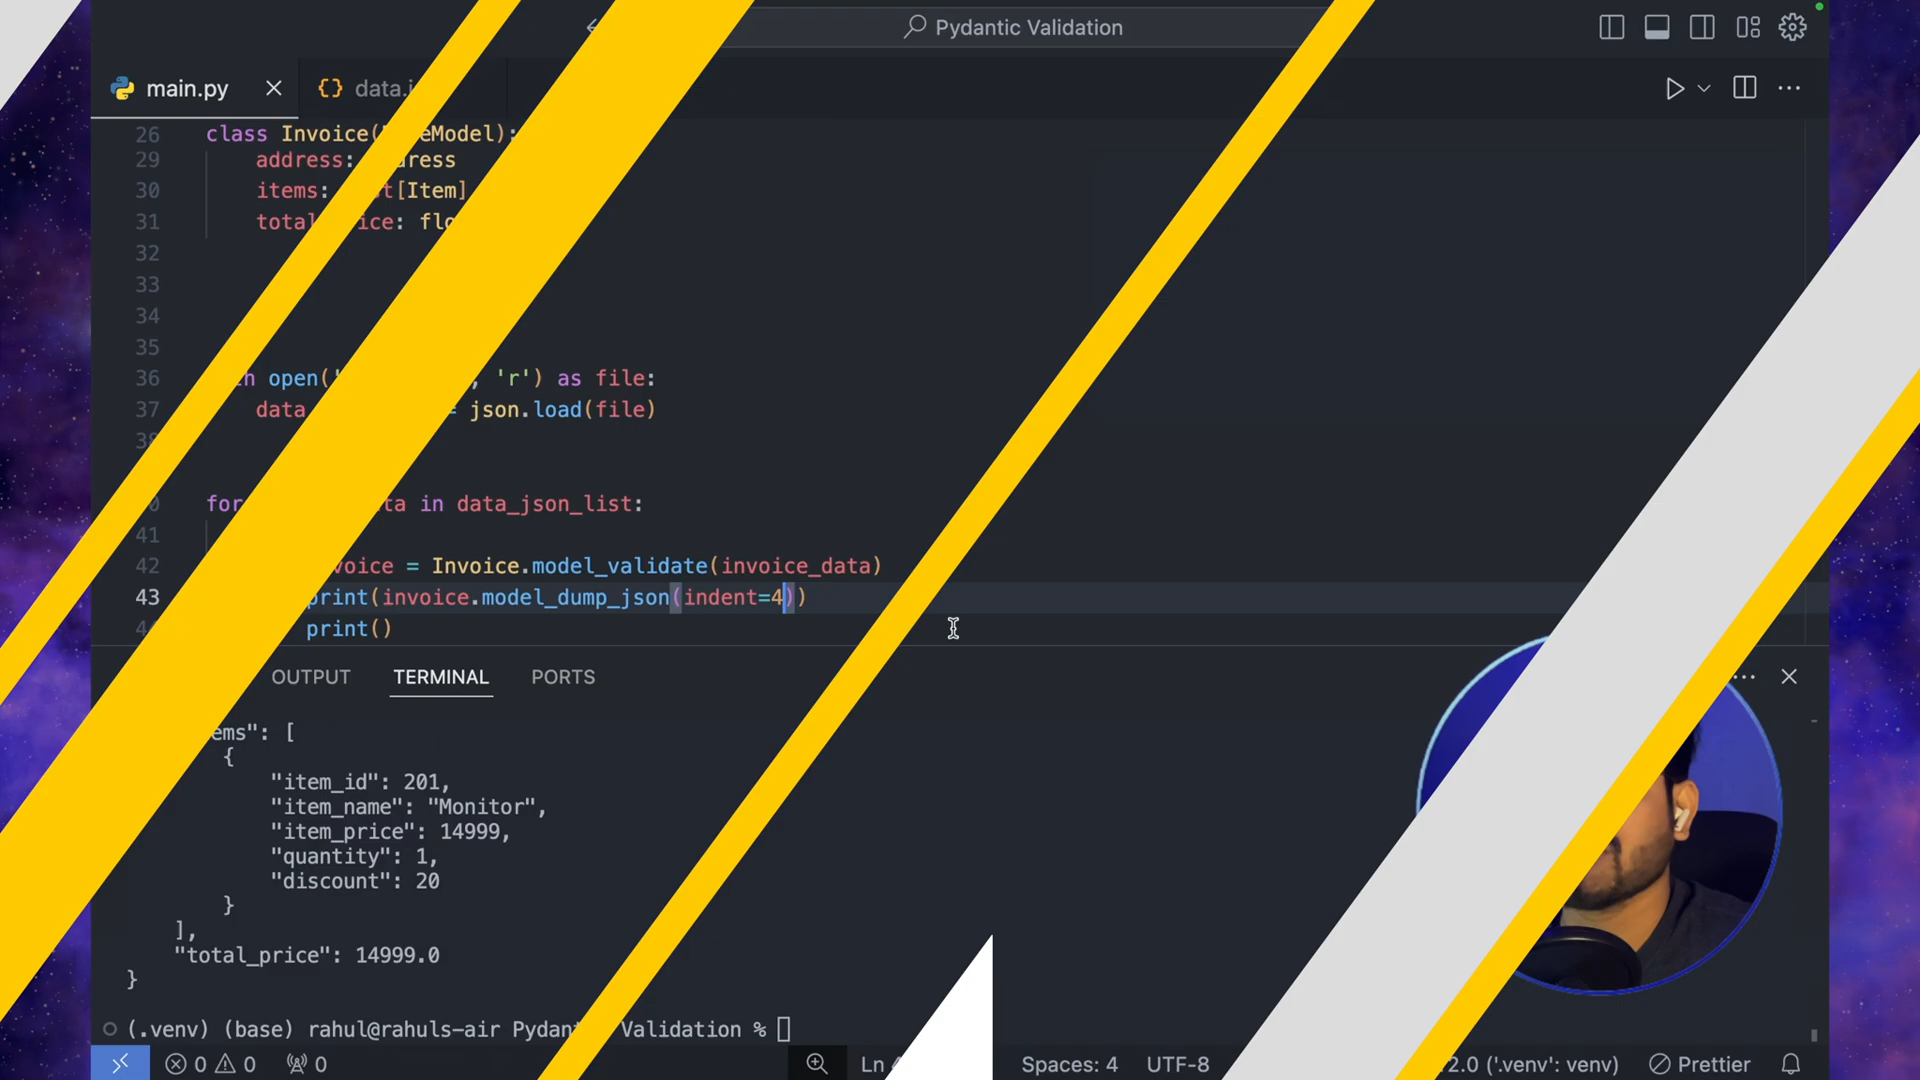 Pydantic Validation
main.py
data.
26 class Invoice( eModel):
29 address: ress
30 items: t[Item]
31 total ice: flo
32
33
34
35
36 n open(' , 'r') as file:
37 data = json.load(file)
38
for ta in data_json_list:
41
42 voice = Invoice.model_validate(invoice_data)
43 print(invoice.model_dump_json(indent=4))
print()
OUTPUT TERMINAL PORTS
ems": [
{
"item_id": 201,
"item_name": "Monitor",
"item_price": 14999,
"quantity": 1,
"discount": 20
}
],
"total_price": 14999.0
}
(.venv) (base) rahul@rahuls-air Pydan Validation %
0 0 0
Ln
Spaces: 4 UTF-8
2.0 ('.venv': venv) Prettier